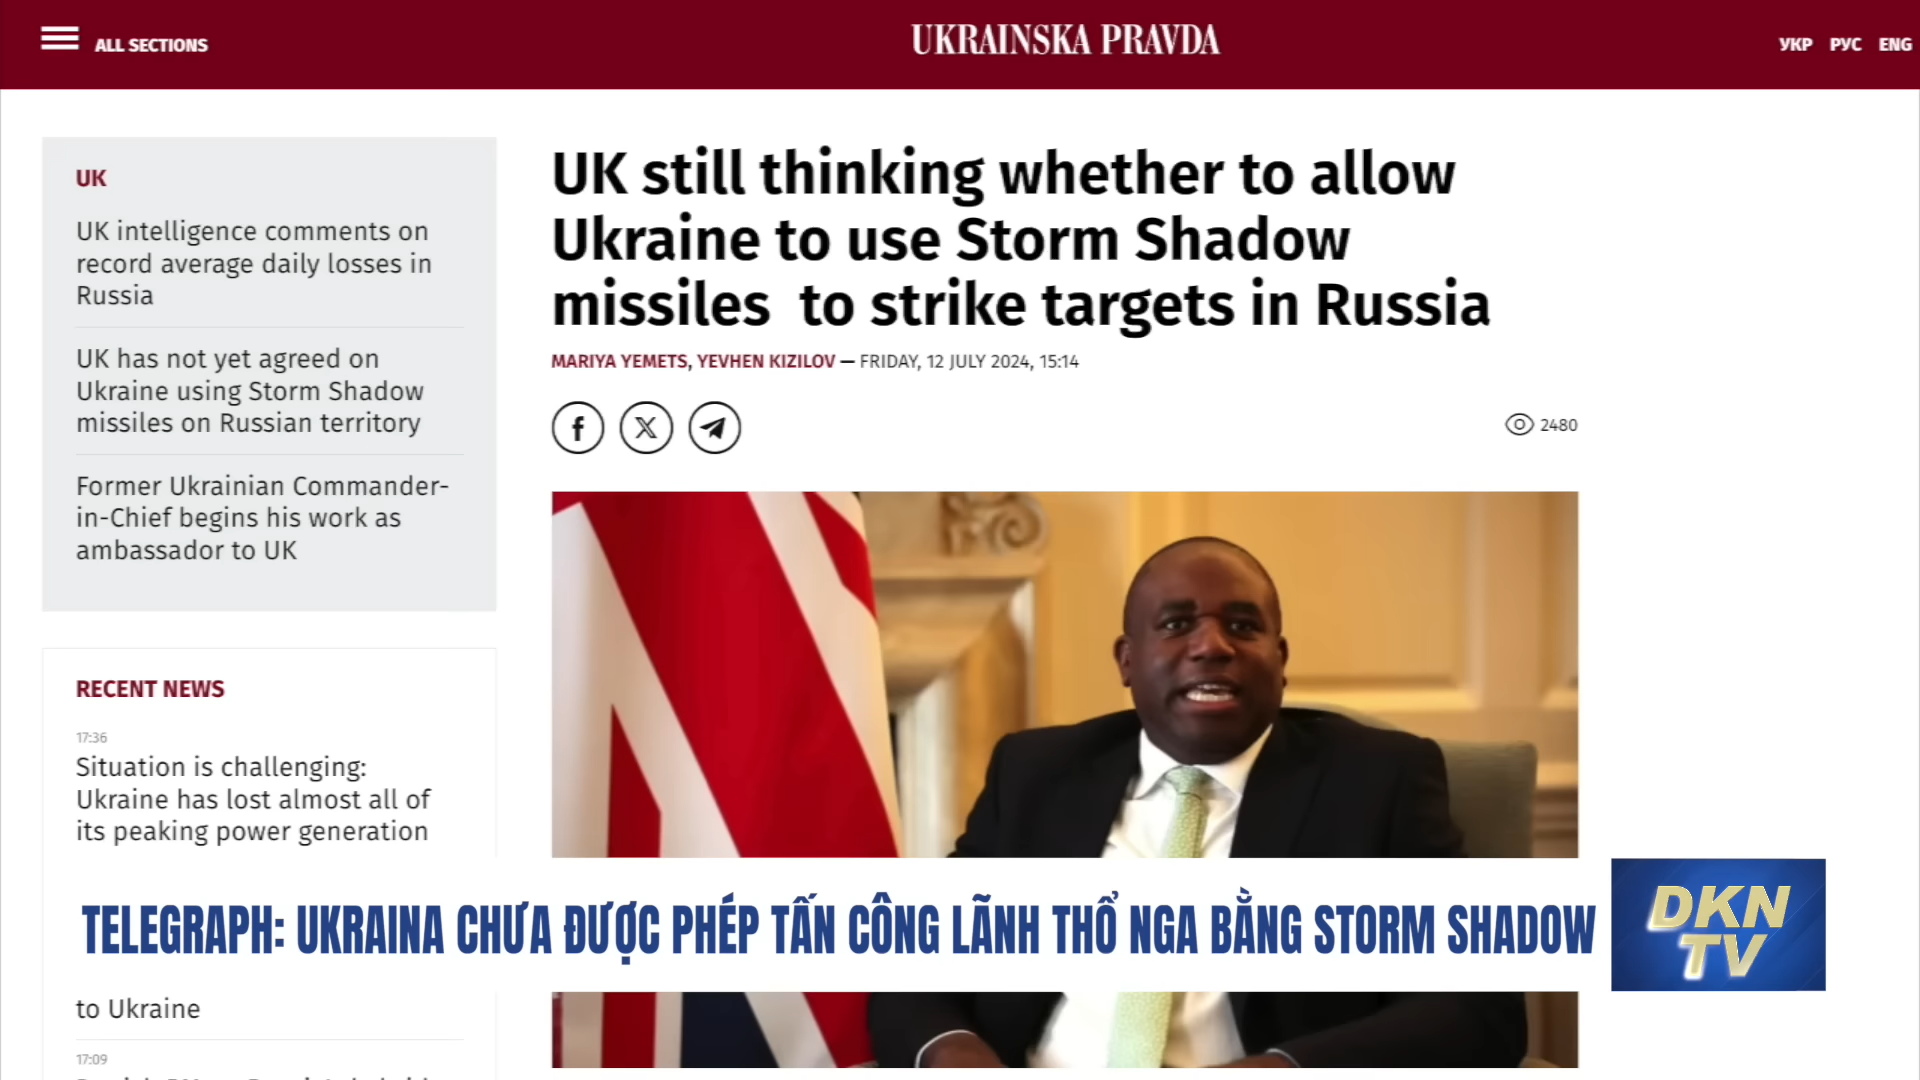 ALL SECTIONS
UKRAINSKA PRAVDA
УКР РУС ENG
UK
UK intelligence comments on
record average daily losses in
Russia
UK has not yet agreed on
Ukraine using Storm Shadow
missiles on Russian territory
Former Ukrainian Commander-
in-Chief begins his work as
ambassador to UK
RECENT NEWS
17:36
Situation is challenging:
Ukraine has lost almost all of
its peaking power generation
to Ukraine
17:09
UK still thinking whether to allow
Ukraine to use Storm Shadow
missiles to strike targets in Russia
MARIYA YEMETS, YEVHEN KIZILOV — FRIDAY, 12 JULY 2024, 15:14
2480
TELEGRAPH: UKRAINA CHƯA ĐƯỢC PHÉP TẤN CÔNG LÃNH THỔ NGA BẰNG STORM SHADOW
DKN
TV